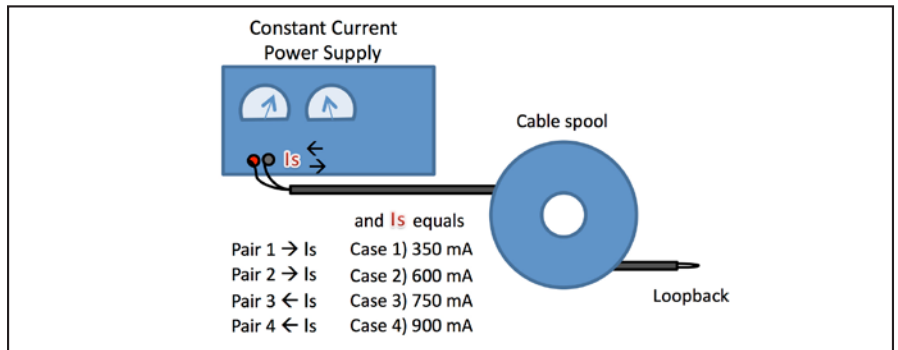 Constant Current
Power Supply
Is ←
→
Cable spool
and Is equals
Pair 1 → Is Case 1) 350 mA
Pair 2 → Is Case 2) 600 mA
Pair 3 ← Is Case 3) 750 mA
Pair 4 ← Is Case 4) 900 mA
Loopback